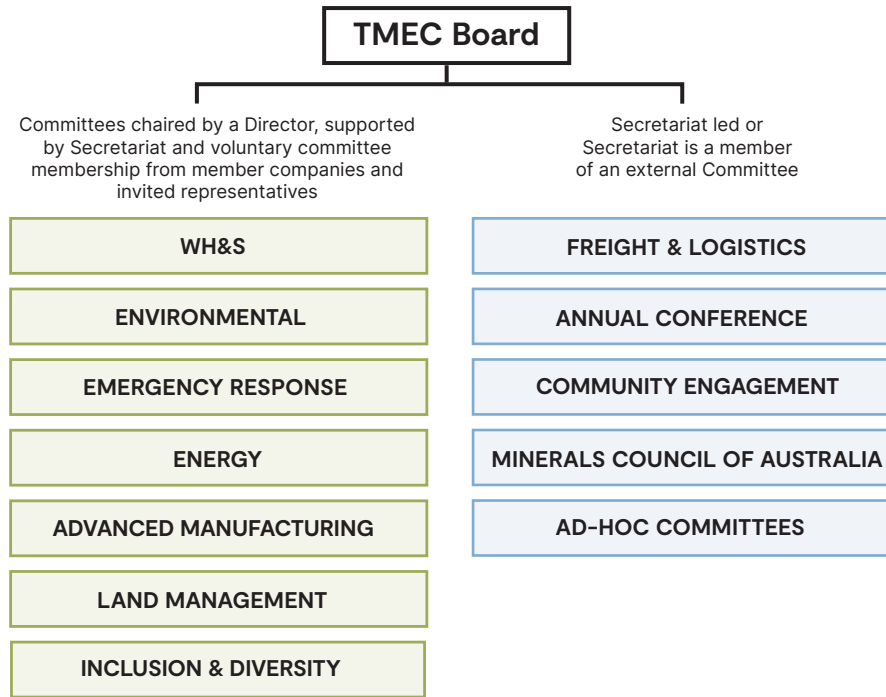 TMEC Board
Committees chaired by a Director, supported
by Secretariat and voluntary committee
membership from member companies and
invited representatives
WH&S
ENVIRONMENTAL
EMERGENCY RESPONSE
ENERGY
ADVANCED MANUFACTURING
LAND MANAGEMENT
INCLUSION & DIVERSITY
Secretariat led or
Secretariat is a member
of an external Committee
FREIGHT & LOGISTICS
ANNUAL CONFERENCE
COMMUNITY ENGAGEMENT
MINERALS COUNCIL OF AUSTRALIA
AD-HOC COMMITTEES